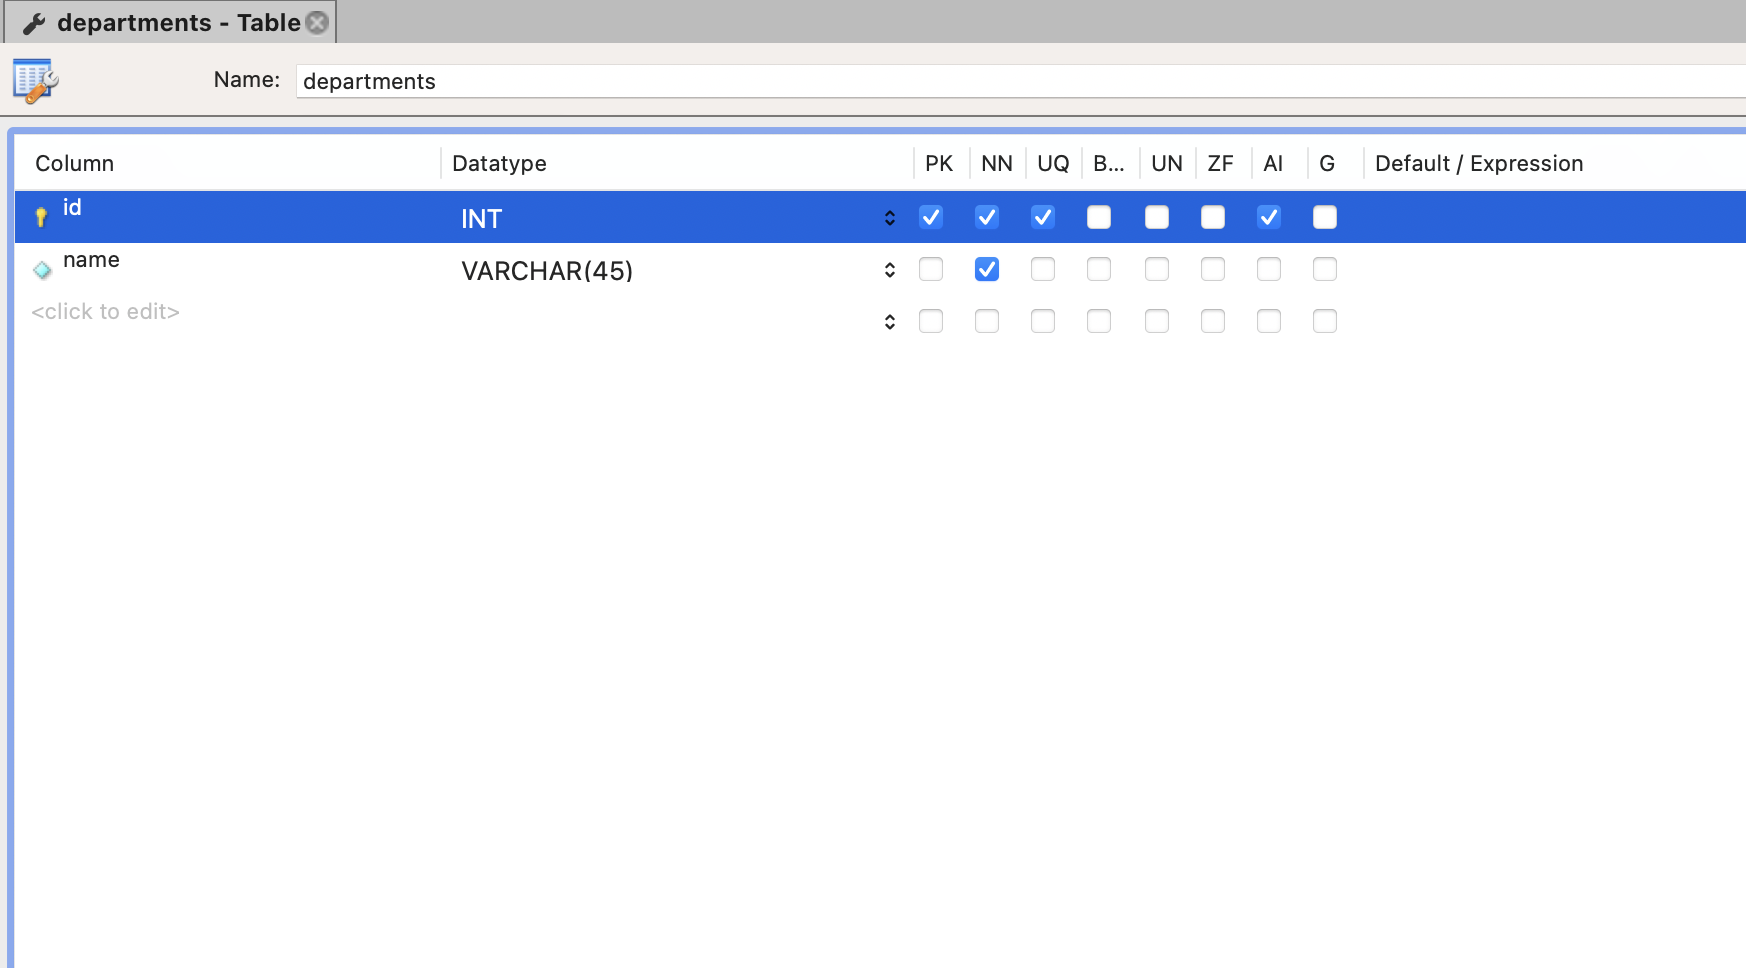 departments - Table
Name: departments
Column Datatype PK NN UQ B... UN ZF AI G Default / Expression
id INT
name VARCHAR(45)
<click to edit>